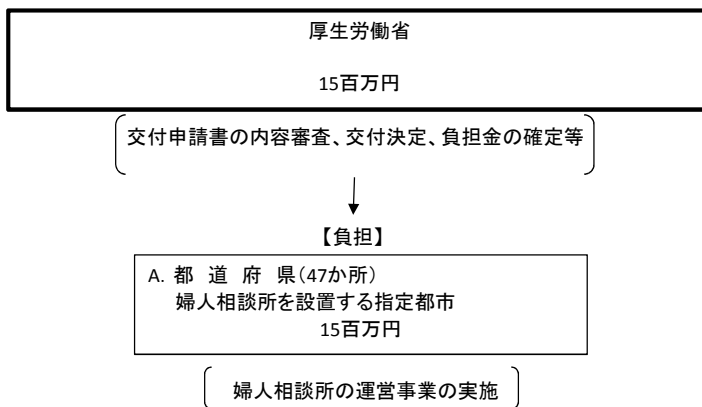 厚生労働省
15百万円
交付申請書の内容審査、交付決定、負担金の確定等
【負担】
A. 都 道 府 県(47か所)
婦人相談所を設置する指定都市
15百万円
婦人相談所の運営事業の実施